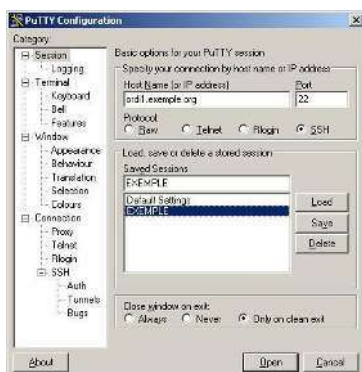 PuTTY Configuration
Category:
Session
Logging
Terminal
Keyboard
Bell
Features
Window
Appearance
Behaviour
Translation
Selection
Colours
Connection
Proxy
Telnet
Rlogin
SSH
Auth
Tunnels
Bugs
Basic options for your PuTTY session
Specify your connection by host name or IP address
Host Name (or IP address) Port
ordi1.exemple.org 22
Protocol:
Raw Telnet Rlogin SSH
Load, save or delete a stored session
Saved Sessions
EXEMPLE
Default Settings
EXEMPLE
Load
Save
Delete
Close window on exit:
Always Never Only on clean exit
About Open Cancel